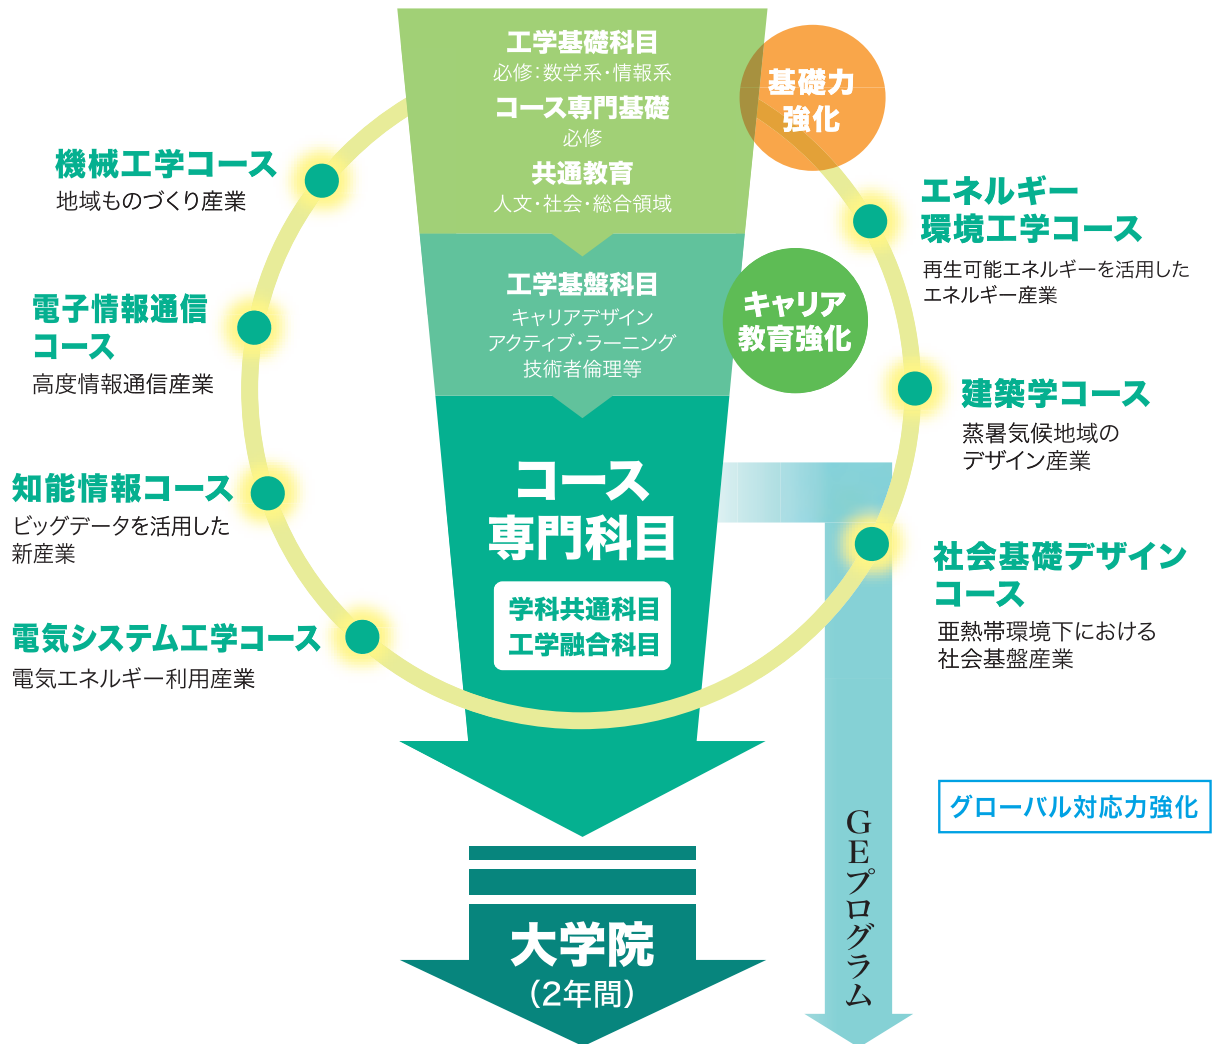 工学基礎科目
必修：数学系・情報系
コース専門基礎
必修
共通教育
人文・社会・総合領域
基礎力
強化
工学基盤科目
キャリアデザイン
アクティブ・ラーニング
技術者倫理等
キャリア
教育強化
コース
専門科目
学科共通科目
工学融合科目
機械工学コース
地域ものづくり産業
電子情報通信
コース
高度情報通信産業
知能情報コース
ビッグデータを活用した
新産業
電気システム工学コース
電気エネルギー利用産業
エネルギー
環境工学コース
再生可能エネルギーを活用した
エネルギー産業
建築学コース
蒸暑気候地域の
デザイン産業
社会基礎デザイン
コース
亜熱帯環境下における
社会基盤産業
グローバル対応力強化
GEプログラム
大学院
（2年間）